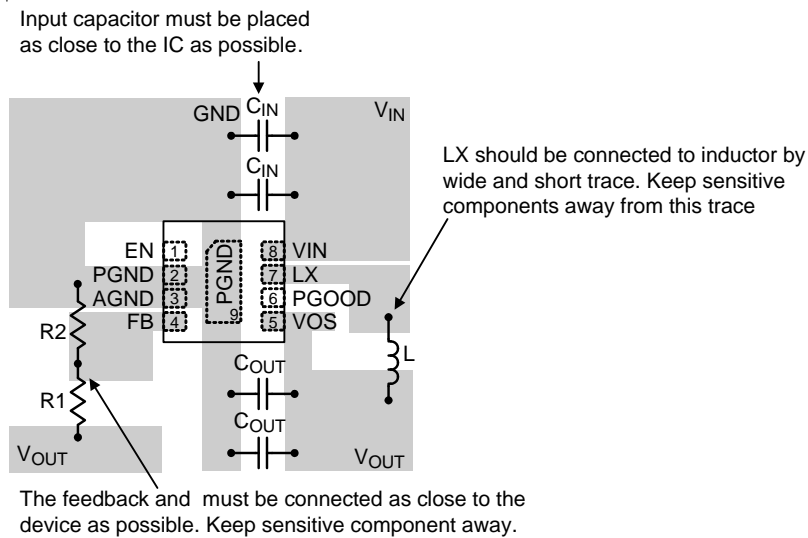 Input capacitor must be placed
as close to the IC as possible.
GND
CIN
VIN
CIN
LX should be connected to inductor by
wide and short trace. Keep sensitive
components away from this trace
EN 1
8 VIN
PGND 2
7 LX
AGND 3
6 PGOOD
FB 4
5 VOS
PGND
9
R2
R1
L
COUT
COUT
VOUT
VOUT
The feedback and  must be connected as close to the
device as possible. Keep sensitive component away.